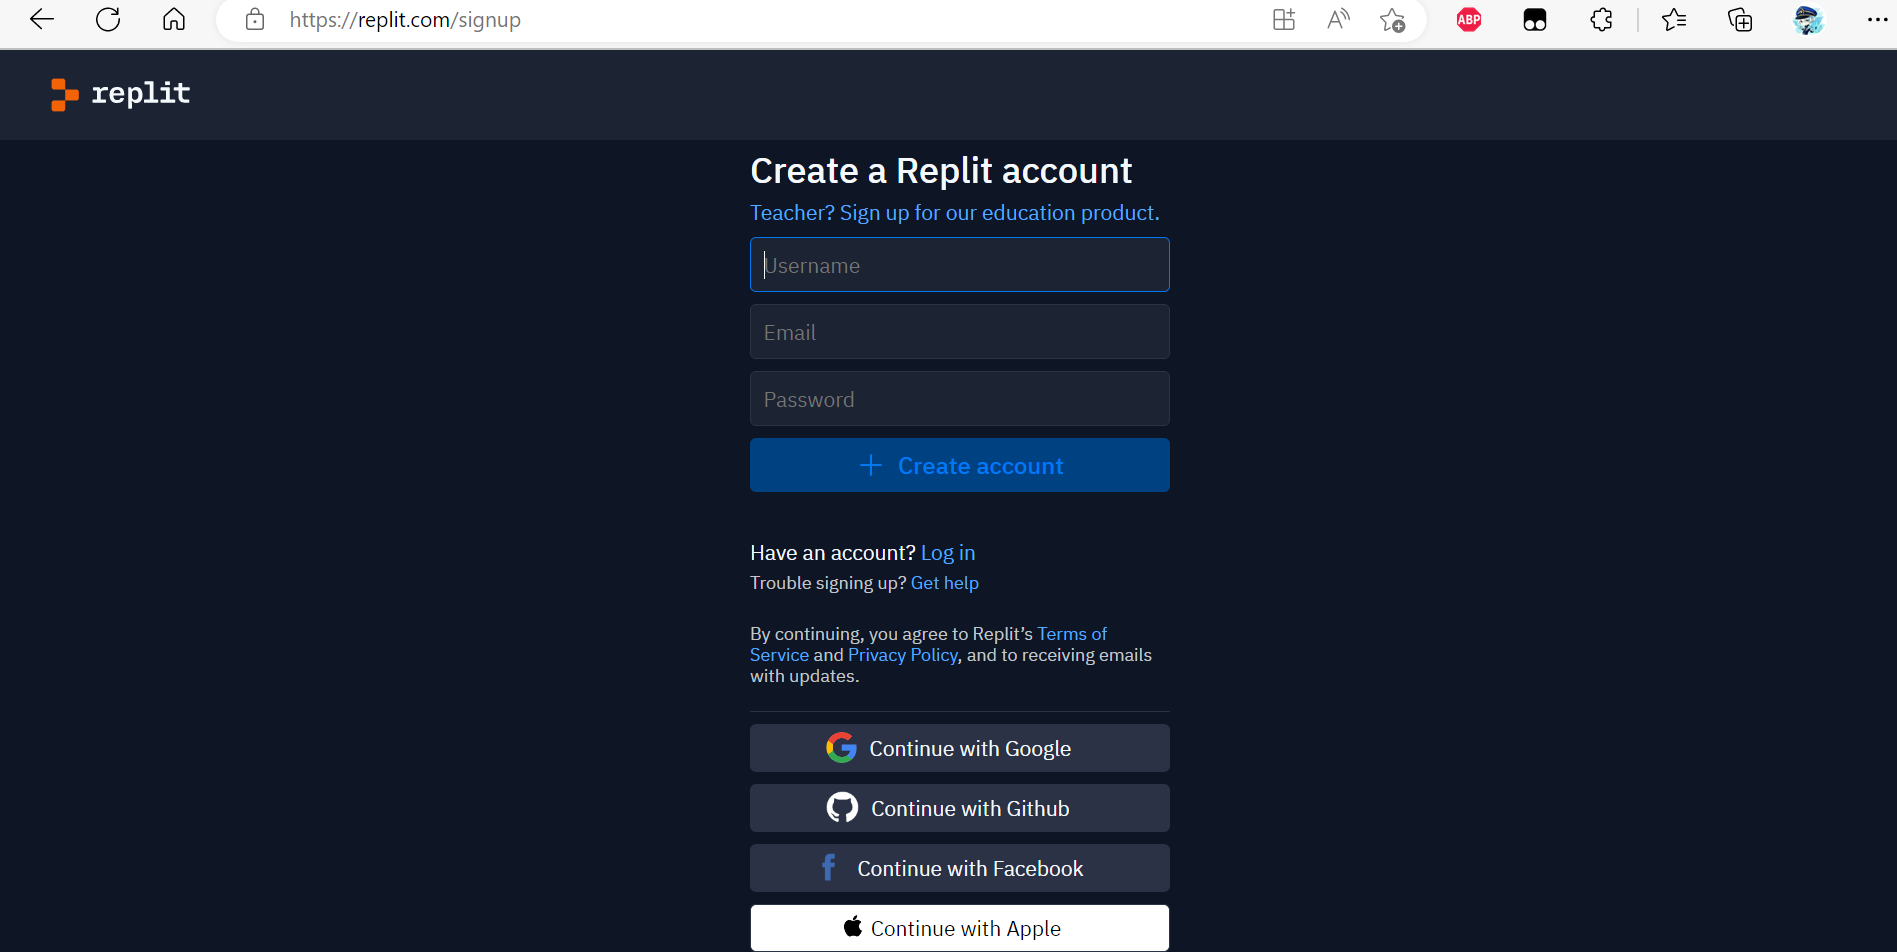 https://replit.com/signup
ABP
replit
Create a Replit account
Teacher? Sign up for our education product.
Username
Email
Password
Create account
Have an account? Log in
Trouble signing up? Get help
By continuing, you agree to Replit’s Terms of
Service and Privacy Policy, and to receiving emails
with updates.
Continue with Google
Continue with Github
Continue with Facebook
Continue with Apple